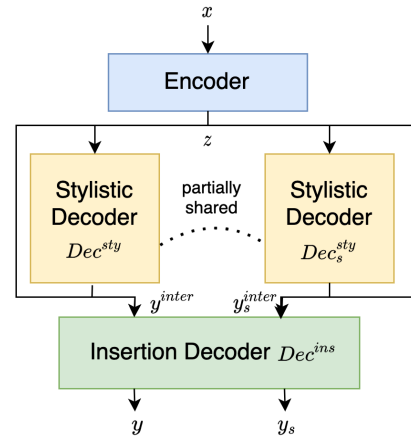 x
Encoder
z
Stylistic
Decoder
Dec^{sty}
partially
shared
Stylistic
Decoder
Dec_s^{sty}
y^{inter}
y_s^{inter}
Insertion Decoder Dec^{ins}
y
y_s